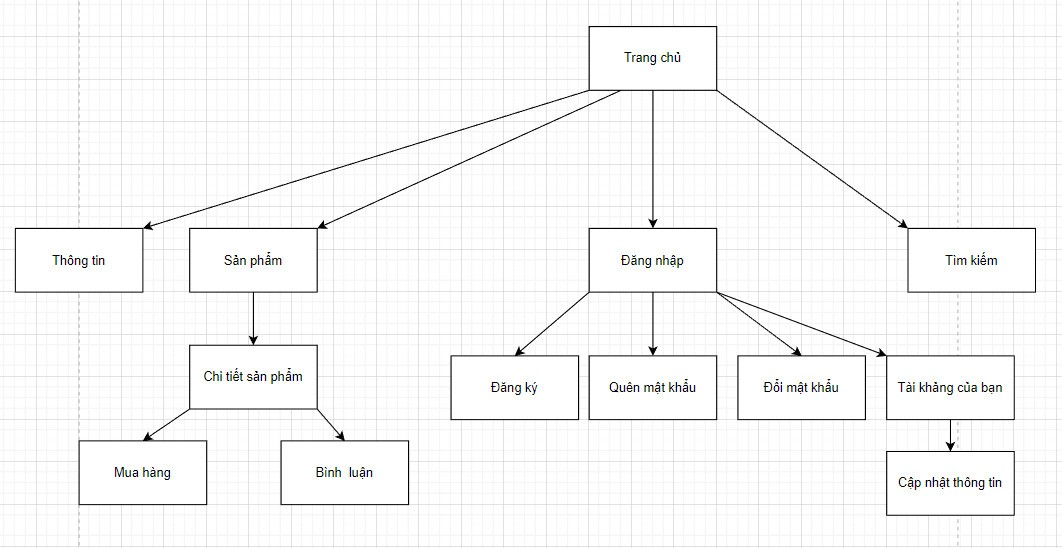 Trang chủ
Thông tin
Sản phẩm
Đăng nhập
Tìm kiếm
Chi tiết sản phẩm
Đăng ký
Quên mật khẩu
Đổi mật khẩu
Tài khảng của bạn
Mua hàng
Bình luận
Cập nhật thông tin